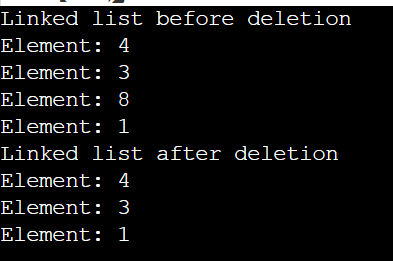 Linked list before deletion
Element: 4
Element: 3
Element: 8
Element: 1
Linked list after deletion
Element: 4
Element: 3
Element: 1